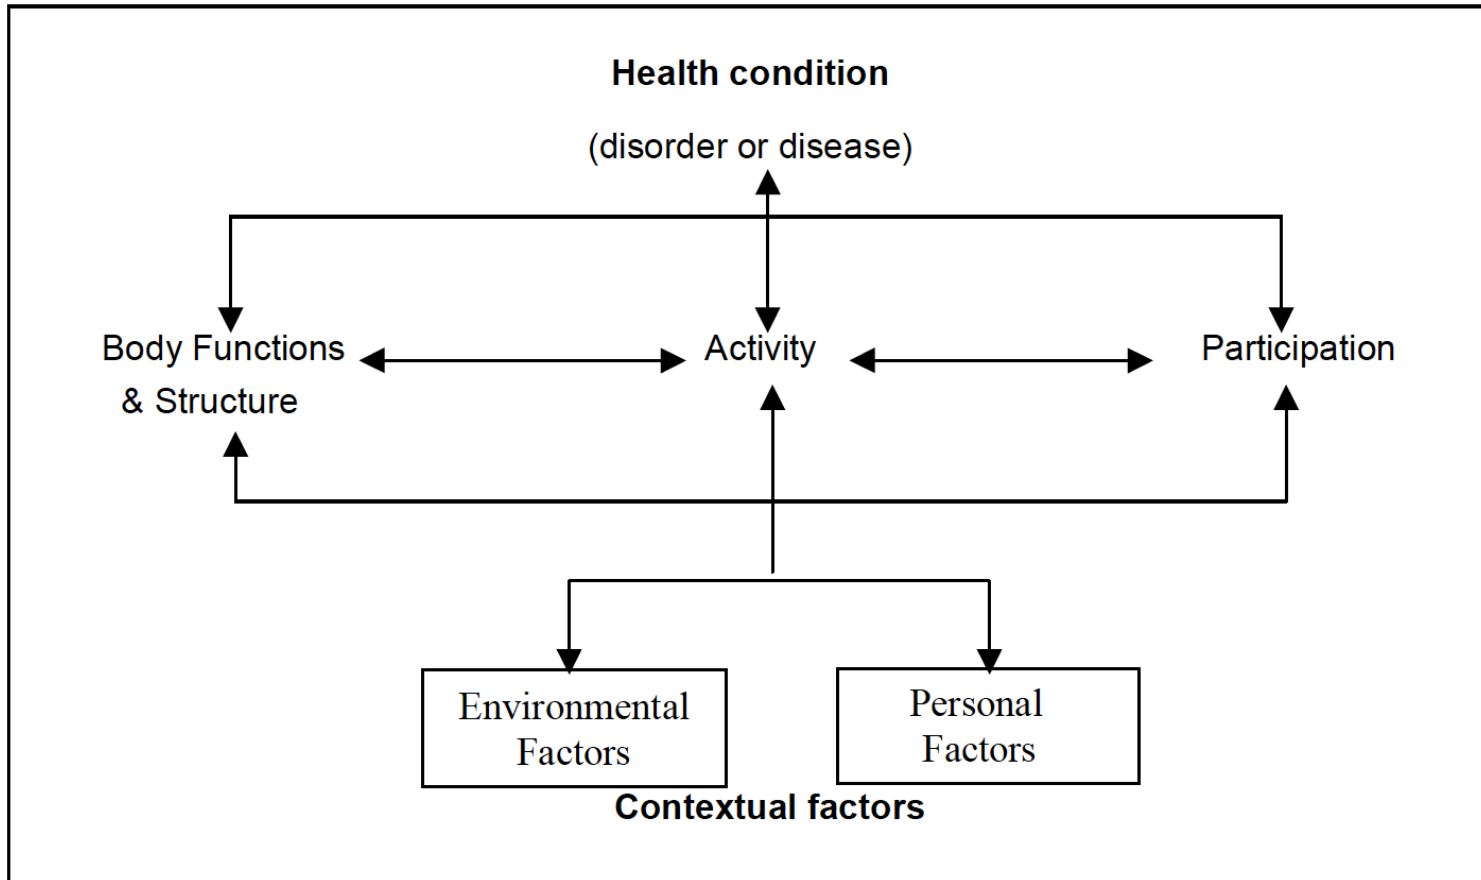 Health condition
(disorder or disease)
Body Functions
& Structure
Activity
Participation
Environmental
Factors
Personal
Factors
Contextual factors